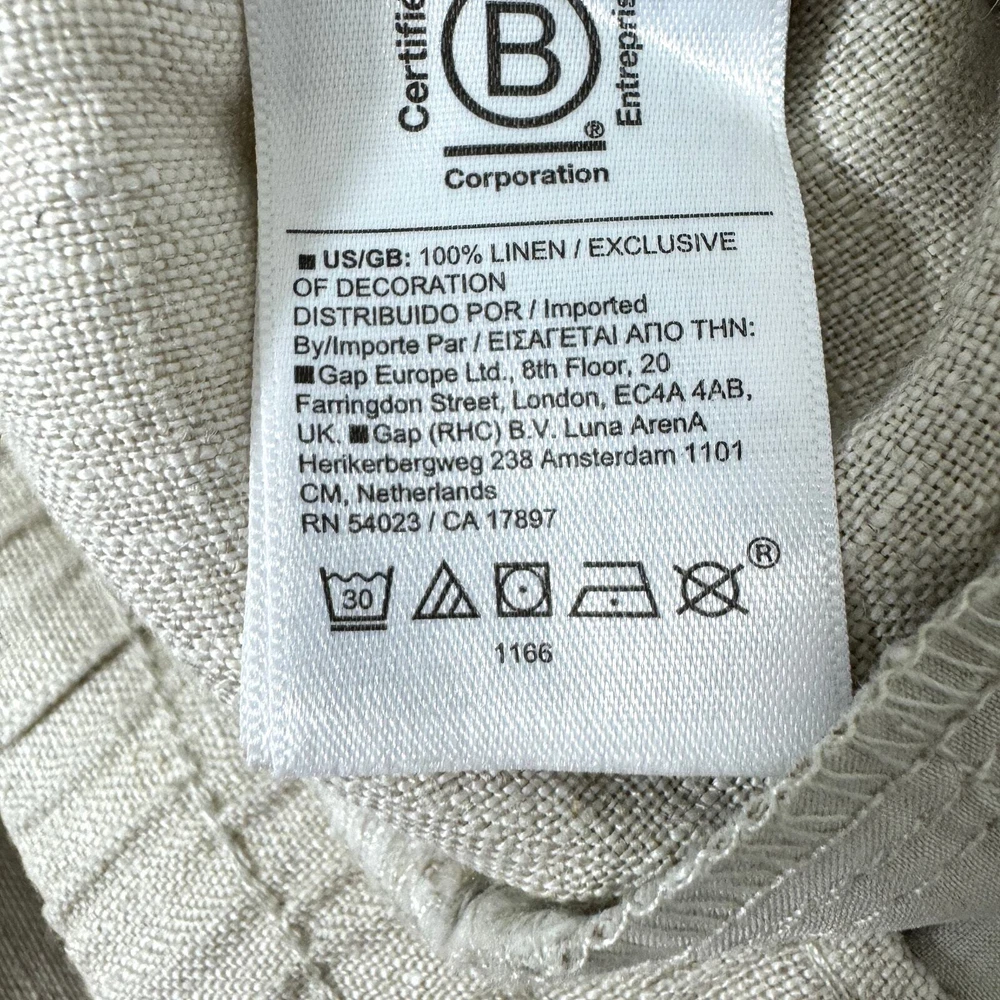 Certifie
B
®
Entrepris
Corporation
US/GB: 100% LINEN / EXCLUSIVE
OF DECORATION
DISTRIBUIDO POR / Imported
By/Importe Par / ΕΙΣΑΓΕΤΑΙ ΑΠΟ ΤΗΝ:
Gap Europe Ltd., 8th Floor, 20
Farringdon Street, London, EC4A 4AB,
UK. Gap (RHC) B.V. Luna ArenA
Herikerbergweg 238 Amsterdam 1101
CM, Netherlands
RN 54023 / CA 17897
30
®
1166